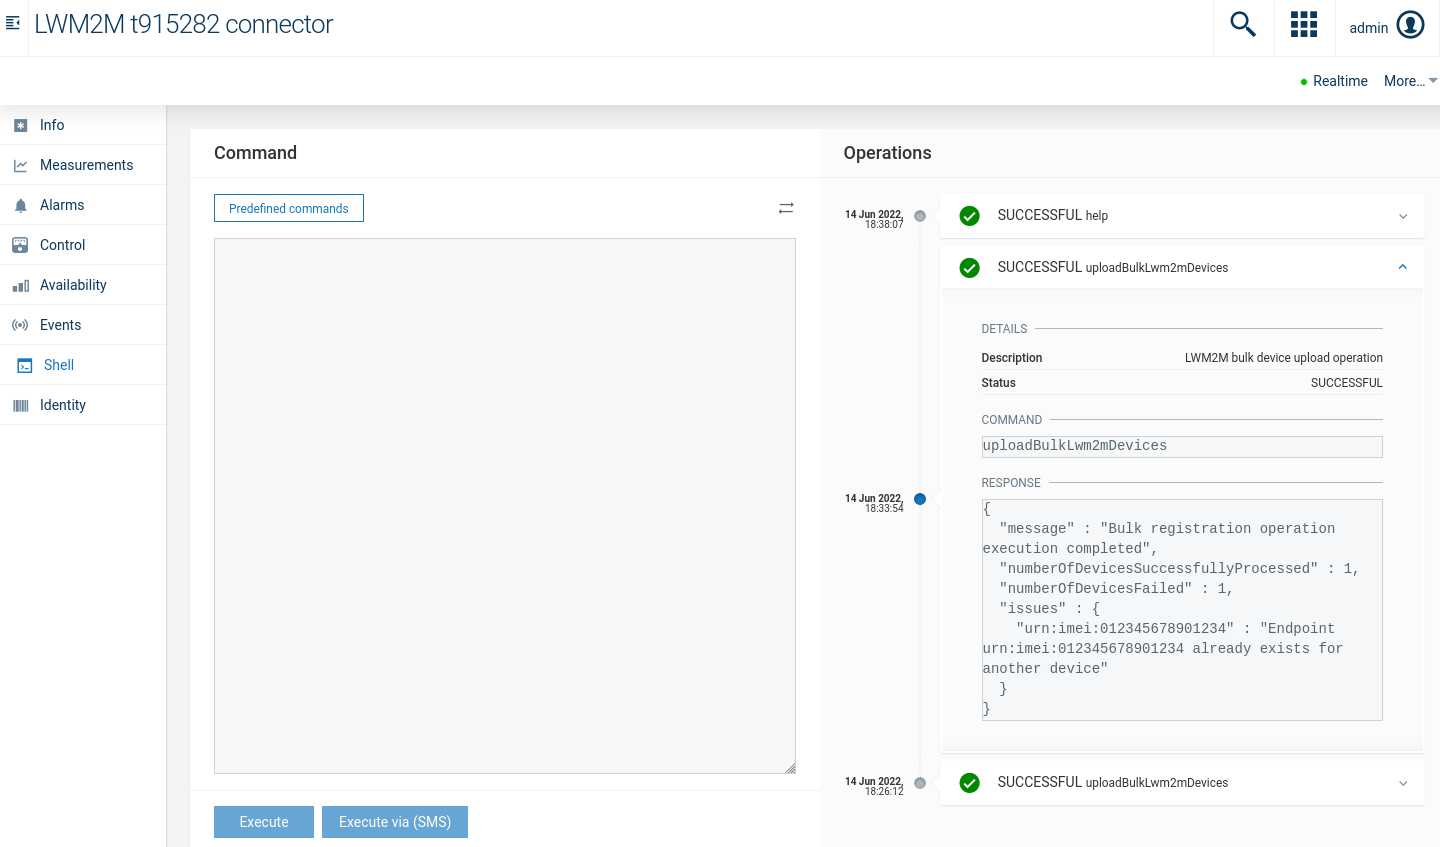 LWM2M t915282 connector
admin
Realtime More...
Info
Measurements
Alarms
Control
Availability
Events
Shell
Identity
Command
Predefined commands
Execute
Execute via (SMS)
Operations
14 Jun 2022,
18:38:07
SUCCESSFUL help
SUCCESSFUL uploadBulkLwm2mDevices
DETAILS
Description LWM2M bulk device upload operation
Status SUCCESSFUL
COMMAND
uploadBulkLwm2mDevices
RESPONSE
14 Jun 2022,
18:33:54
{
  "message" : "Bulk registration operation
execution completed",
  "numberOfDevicesSuccessfullyProcessed" : 1,
  "numberOfDevicesFailed" : 1,
  "issues" : {
    "urn:imei:012345678901234" : "Endpoint
urn:imei:012345678901234 already exists for
another device"
  }
}
14 Jun 2022,
18:26:12
SUCCESSFUL uploadBulkLwm2mDevices